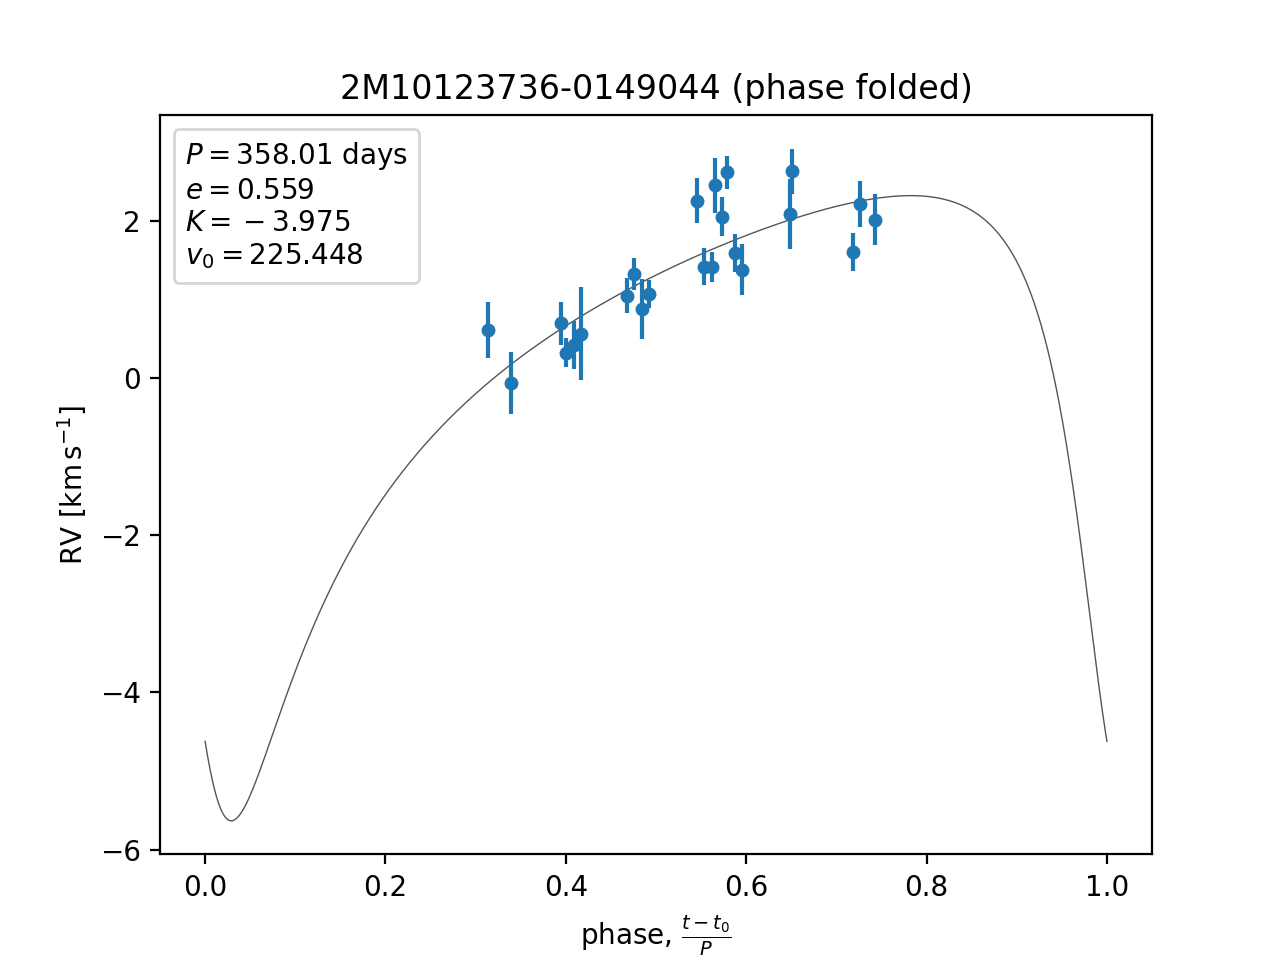 2M10123736-0149044 (phase folded)
P = 358.01 days
e = 0.559
K = −3.975
v₀ = 225.448
2
0
−2
−4
−6
RV [km s⁻¹]
0.0 0.2 0.4 0.6 0.8 1.0
phase, (t − t₀)/P